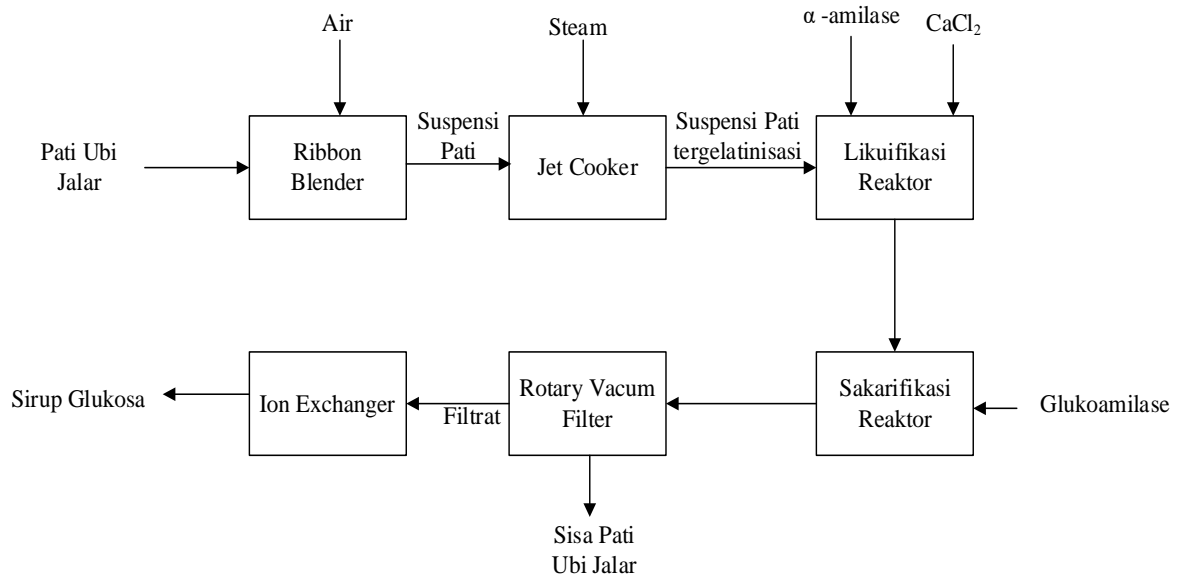 Air
Steam
α -amilase
CaCl₂
Pati Ubi
Jalar
Ribbon
Blender
Suspensi
Pati
Jet Cooker
Suspensi Pati
tergelatinisasi
Likuifikasi
Reaktor
Sirup Glukosa
Ion Exchanger
Filtrat
Rotary Vacum
Filter
Sakarifikasi
Reaktor
Glukoamilase
Sisa Pati
Ubi Jalar